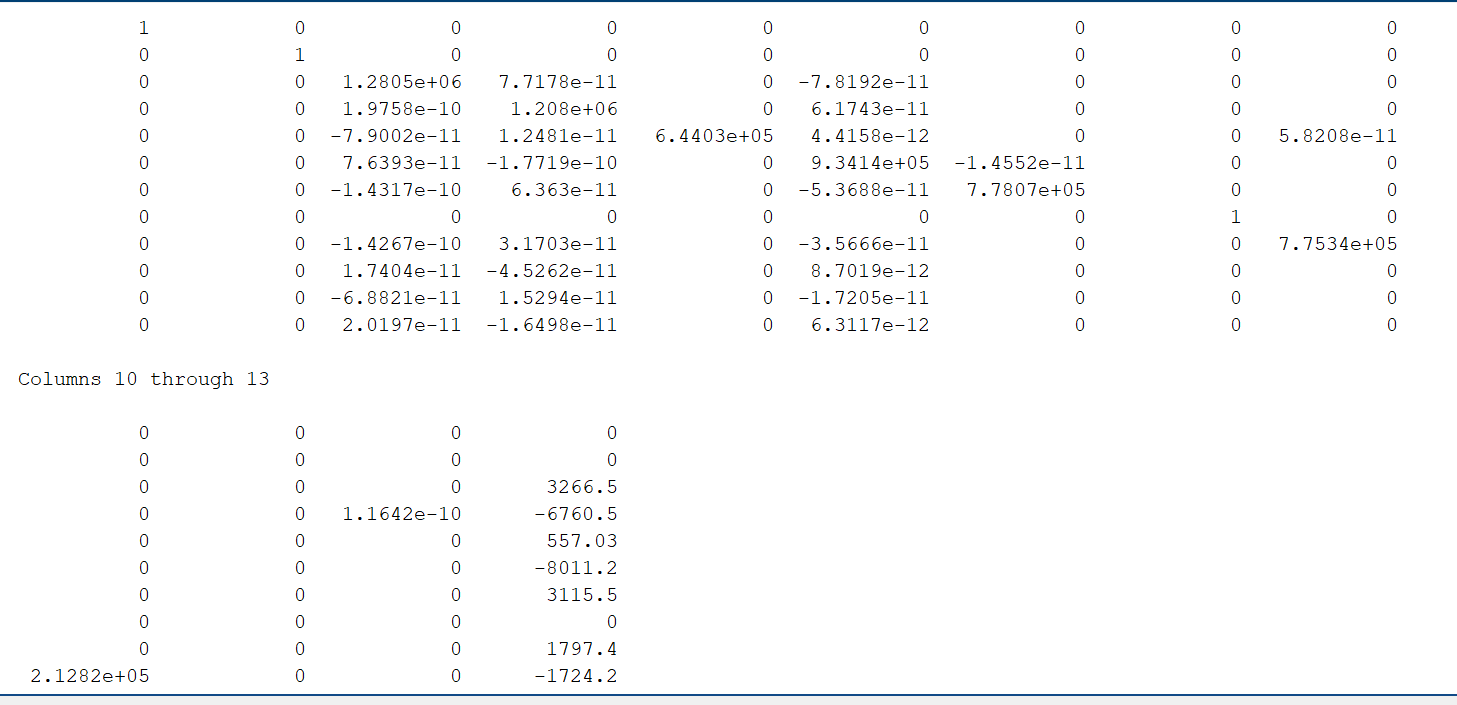 1 0 0 0 0 0 0 0 0
0 1 0 0 0 0 0 0 0
0 0 1.2805e+06 7.7178e-11 0 -7.8192e-11 0 0 0
0 0 1.9758e-10 1.208e+06 0 6.1743e-11 0 0 0
0 0 -7.9002e-11 1.2481e-11 6.4403e+05 4.4158e-12 0 0 5.8208e-11
0 0 7.6393e-11 -1.7719e-10 0 9.3414e+05 -1.4552e-11 0 0
0 0 -1.4317e-10 6.363e-11 0 -5.3688e-11 7.7807e+05 0 0
0 0 0 0 0 0 0 1 0
0 0 -1.4267e-10 3.1703e-11 0 -3.5666e-11 0 0 7.7534e+05
0 0 1.7404e-11 -4.5262e-11 0 8.7019e-12 0 0 0
0 0 -6.8821e-11 1.5294e-11 0 -1.7205e-11 0 0 0
0 0 2.0197e-11 -1.6498e-11 0 6.3117e-12 0 0 0
Columns 10 through 13
0 0 0 0
0 0 0 0
0 0 0 3266.5
0 0 1.1642e-10 -6760.5
0 0 0 557.03
0 0 0 -8011.2
0 0 0 3115.5
0 0 0 0
0 0 0 1797.4
2.1282e+05 0 0 -1724.2